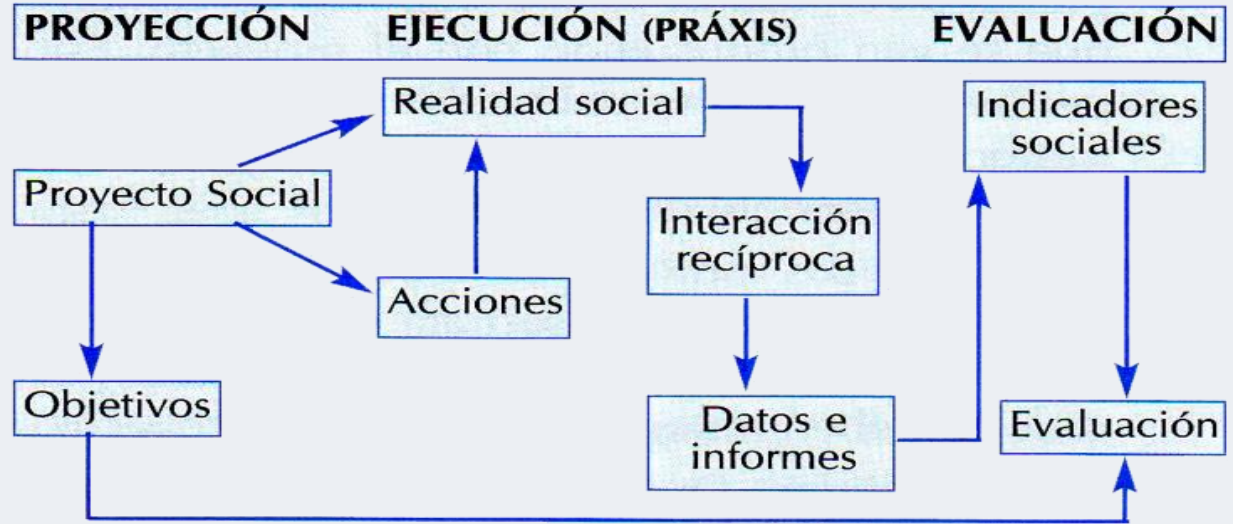 PROYECCIÓN EJECUCIÓN (PRÁXIS) EVALUACIÓN
Realidad social
Indicadores
sociales
Proyecto Social
Interacción
recíproca
Acciones
Objetivos
Datos e
informes
Evaluación